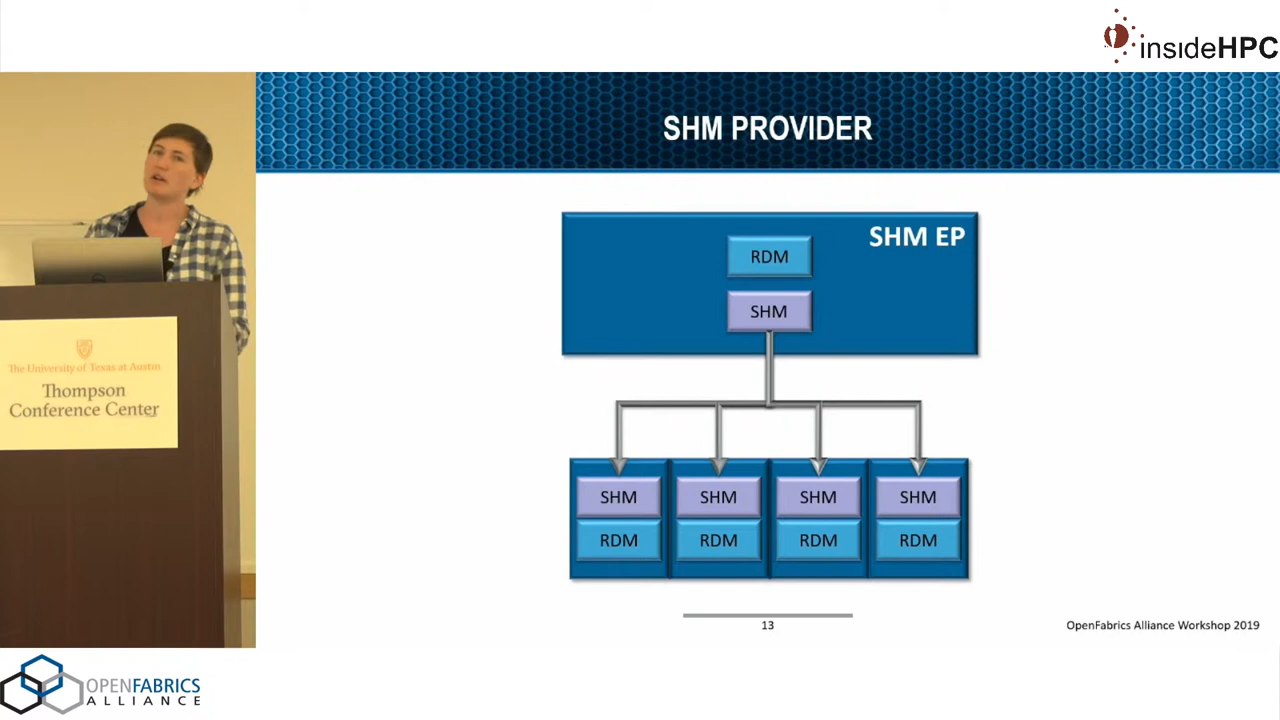 insideHPC
SHM PROVIDER
SHM EP
RDM
SHM
SHM SHM SHM SHM
RDM RDM RDM RDM
The University of Texas at Austin
Thompson
Conference Center
13
OpenFabrics Alliance Workshop 2019
OPENFABRICS
ALLIANCE